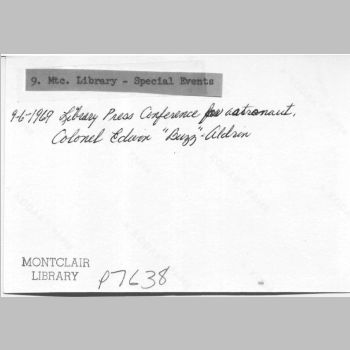 9. Mtc. Library - Special Events
9-6-1969 Library Press Conference for astronaut,
Colonel Edwin "Buzz" Aldrin
MONTCLAIR
LIBRARY
P7638